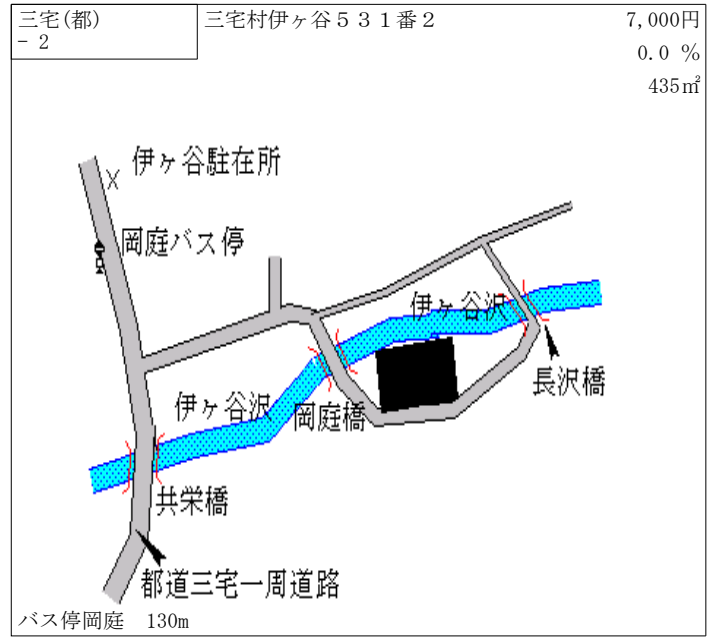 三宅(都)
－２
三宅村伊ヶ谷５３１番２
7,000円
0.0 %
435㎡
伊ヶ谷駐在所
岡庭バス停
伊ヶ谷沢
長沢橋
伊ヶ谷沢
岡庭橋
共栄橋
都道三宅一周道路
バス停岡庭　130m